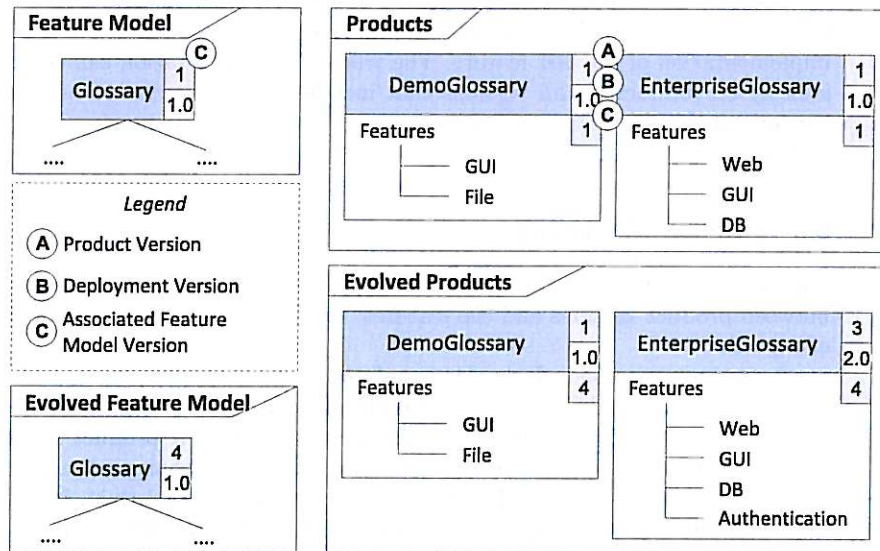 Feature Model
C
Glossary
1
1.0
....
....
Legend
A Product Version
B Deployment Version
C Associated Feature
Model Version
Evolved Feature Model
Glossary
4
1.0
....
....
Products
A
B
C
DemoGlossary
1
1.0
1
Features
GUI
File
EnterpriseGlossary
1
1.0
1
Features
Web
GUI
DB
Evolved Products
DemoGlossary
1
1.0
4
Features
GUI
File
EnterpriseGlossary
3
2.0
4
Features
Web
GUI
DB
Authentication